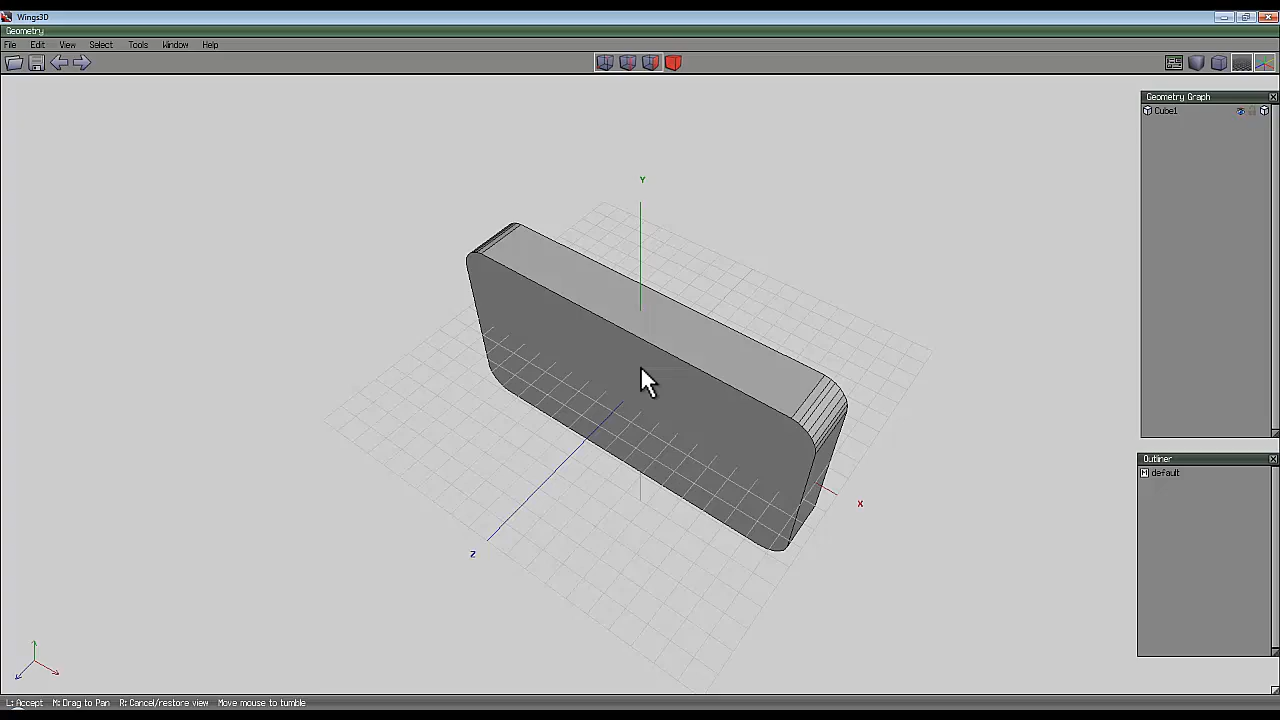 Wings3D
Geometry
File Edit View Select Tools Window Help
Geometry Graph
Cube1
Y
X
Z
Outliner
default
L: Accept M: Drag to Pan R: Cancel/restore view Move mouse to tumble